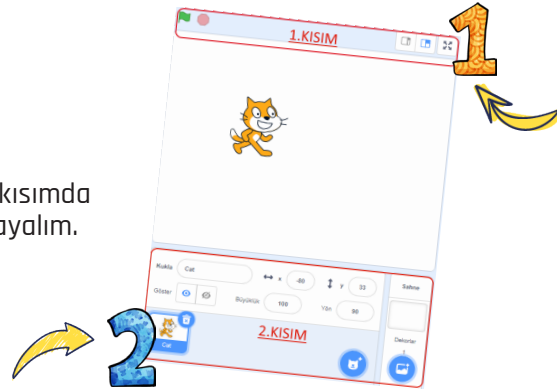 1
1.KISIM
kısımda
ayalım.
Kukla Cat x -80 y 33 Sahne
Göster Büyüklük 100 Yön 90
Dekorlar
1
2.KISIM
Cat
2